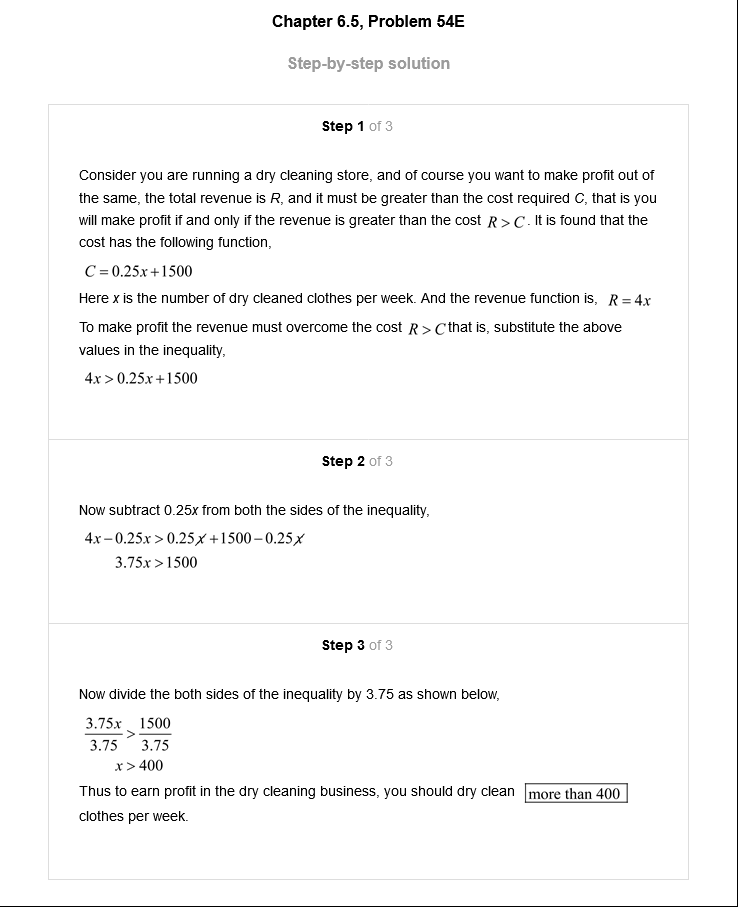 Chapter 6.5, Problem 54E
Step-by-step solution
Step 1 of 3
Consider you are running a dry cleaning store, and of course you want to make profit out of
the same, the total revenue is R, and it must be greater than the cost required C, that is you
will make profit if and only if the revenue is greater than the cost R > C. It is found that the
cost has the following function,
C = 0.25x + 1500
Here x is the number of dry cleaned clothes per week. And the revenue function is, R = 4x
To make profit the revenue must overcome the cost R > C that is, substitute the above
values in the inequality,
4x > 0.25x + 1500
Step 2 of 3
Now subtract 0.25x from both the sides of the inequality,
4x − 0.25x > 0.25x + 1500 − 0.25x
3.75x > 1500
Step 3 of 3
Now divide the both sides of the inequality by 3.75 as shown below,
3.75x/3.75 > 1500/3.75
x > 400
Thus to earn profit in the dry cleaning business, you should dry clean more than 400
clothes per week.